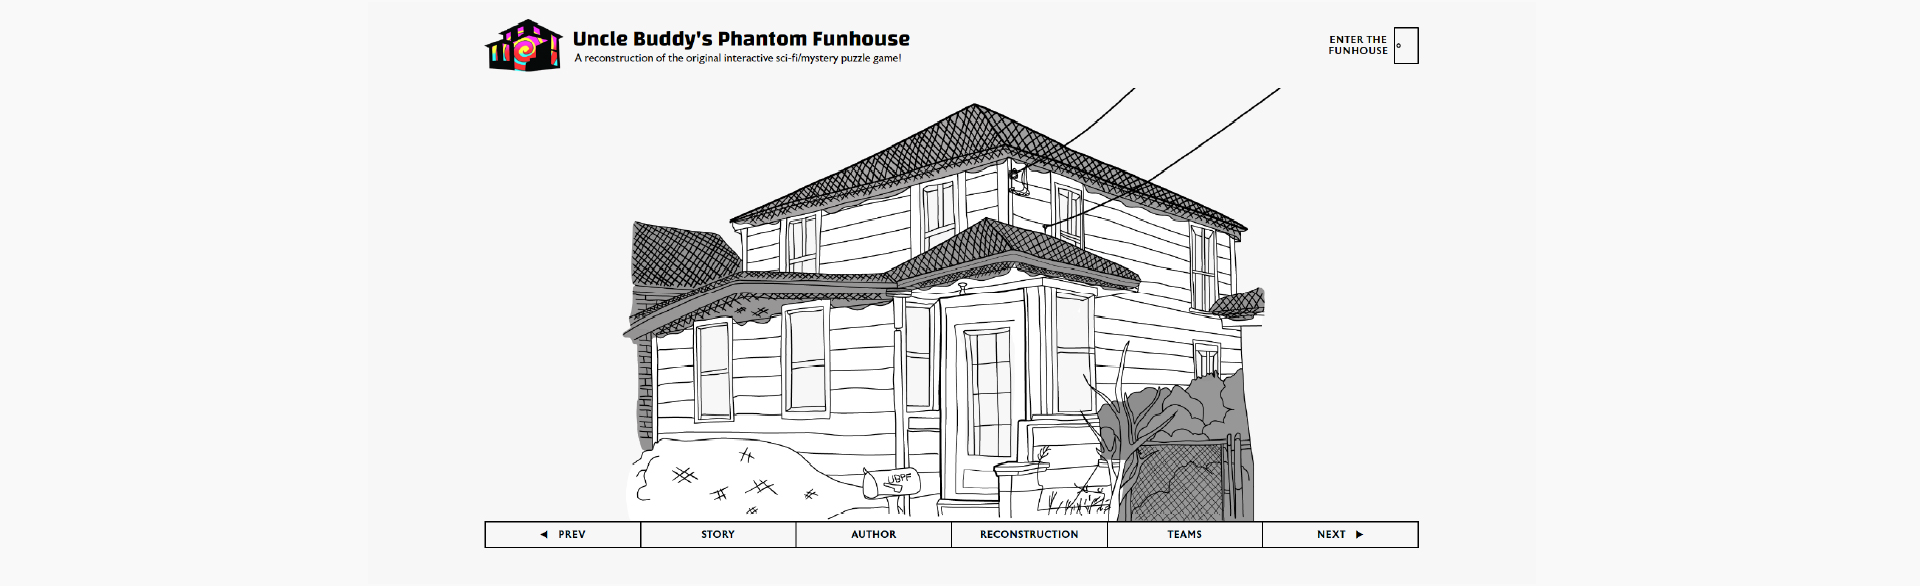 Uncle Buddy's Phantom Funhouse
A reconstruction of the original interactive sci-fi/mystery puzzle game!
ENTER THE
FUNHOUSE
UBPF
◀ PREV
STORY
AUTHOR
RECONSTRUCTION
TEAMS
NEXT ▶